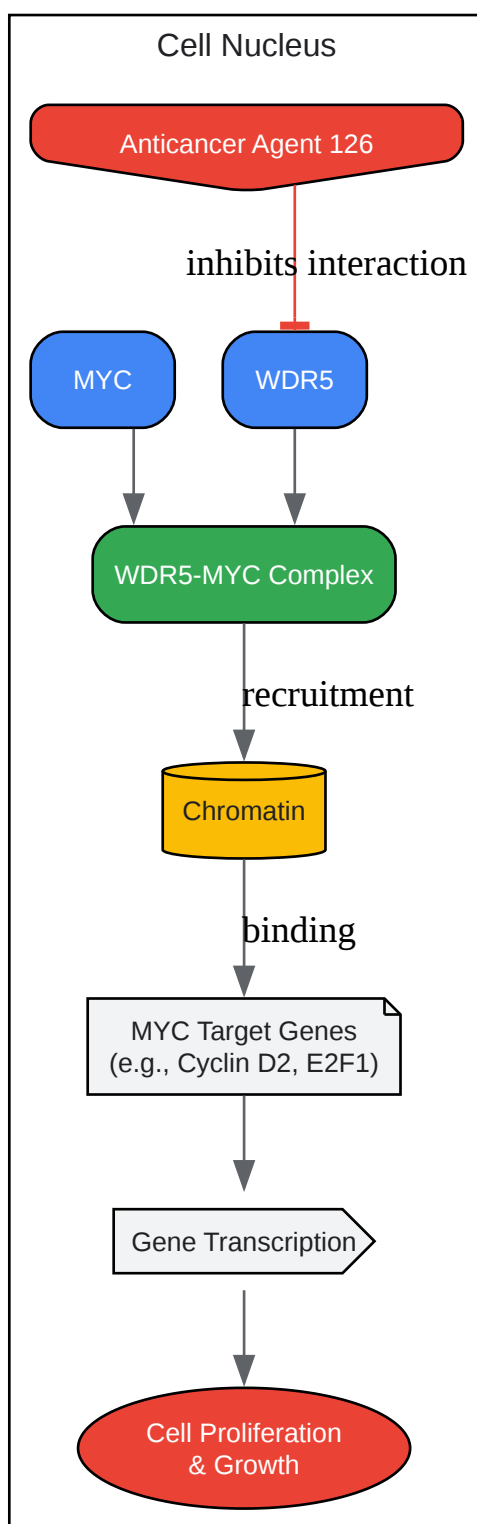 Cell Nucleus
Anticancer Agent 126
inhibits interaction
MYC
WDR5
WDR5-MYC Complex
recruitment
Chromatin
binding
MYC Target Genes
(e.g., Cyclin D2, E2F1)
Gene Transcription
Cell Proliferation
& Growth